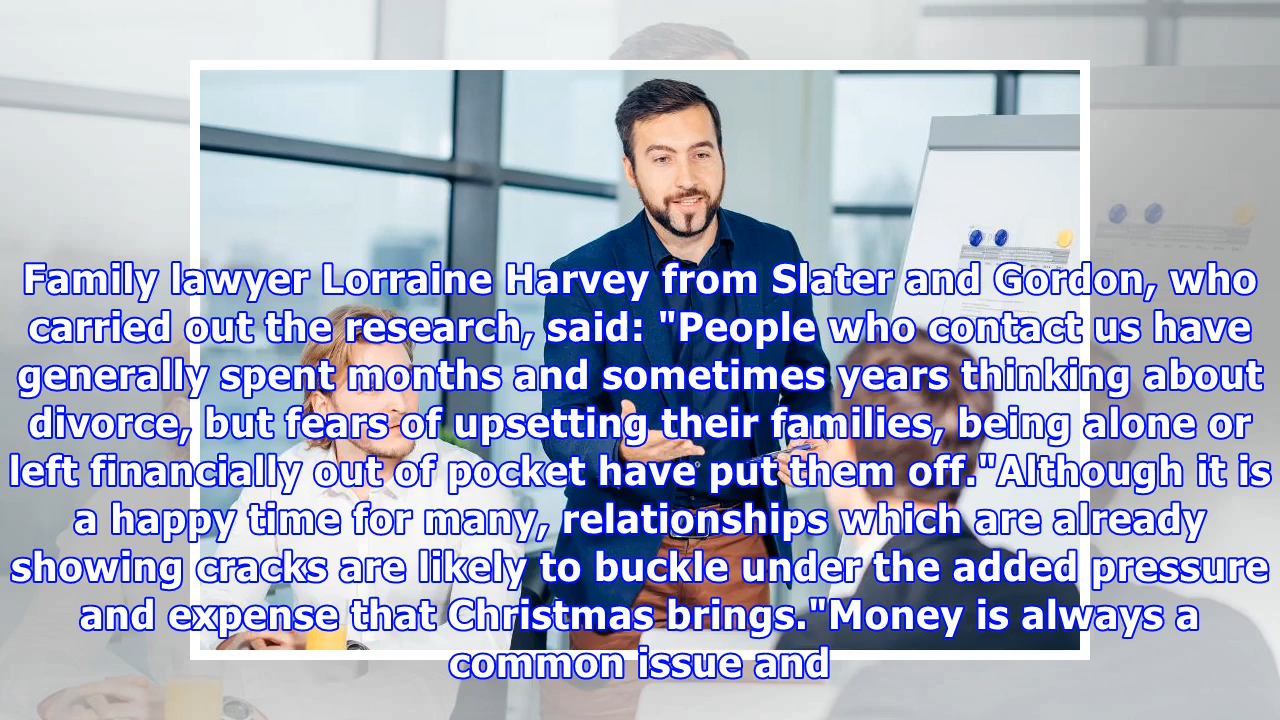 Family lawyer Lorraine Harvey from Slater and Gordon, who
carried out the research, said: "People who contact us have
generally spent months and sometimes years thinking about
divorce, but fears of upsetting their families, being alone or
left financially out of pocket have put them off."Although it is
a happy time for many, relationships which are already
showing cracks are likely to buckle under the added pressure
and expense that Christmas brings."Money is always a
common issue and